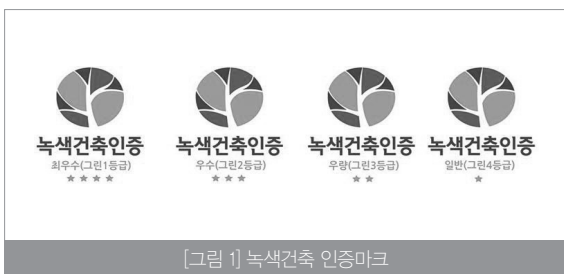 녹색건축인증 녹색건축인증 녹색건축인증 녹색건축인증
최우수(그린1등급) 우수(그린2등급) 우량(그린3등급) 일반(그린4등급)
★★★★ ★★★ ★★ ★
[그림 1] 녹색건축 인증마크